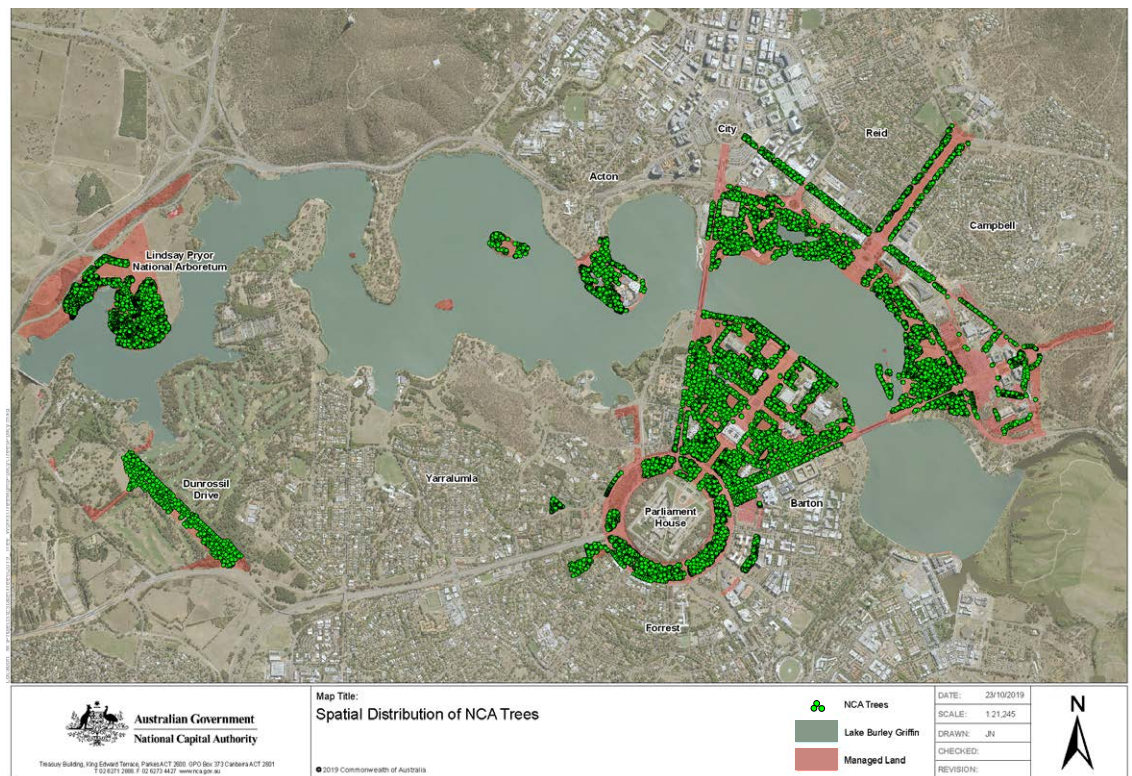 City
Reid
Acton
Campbell
Lindsay Pryor
National Arboretum
Dunrossil
Drive
Yarralumla
Parliament
House
Barton
Forrest
Australian Government
National Capital Authority
Treasury Building, King Edward Terrace, Parkes ACT 2600 GPO Box 373 Canberra ACT 2601
T 02 6271 2888, F 02 6273 4427 www.nca.gov.au
Map Title:
Spatial Distribution of NCA Trees
© 2019 Commonwealth of Australia
NCA Trees
Lake Burley Griffin
Managed Land
DATE: 23/10/2019
SCALE: 1:21,245
DRAWN: JN
CHECKED:
REVISION:
N